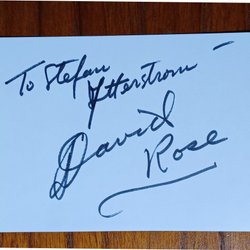 To Stefan
Ytterstrom —
David
Rose